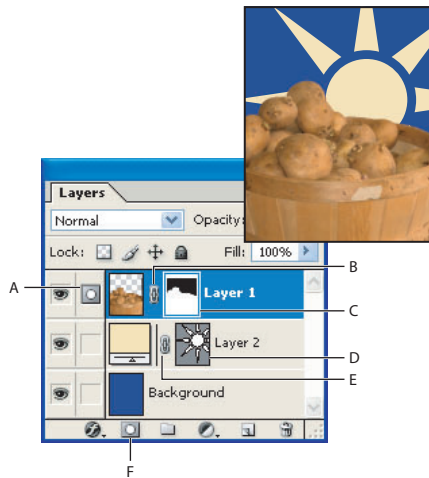 Layers
Normal
Opacity:
Lock:
Fill: 100%
A
B
Layer 1
C
Layer 2
D
E
Background
F